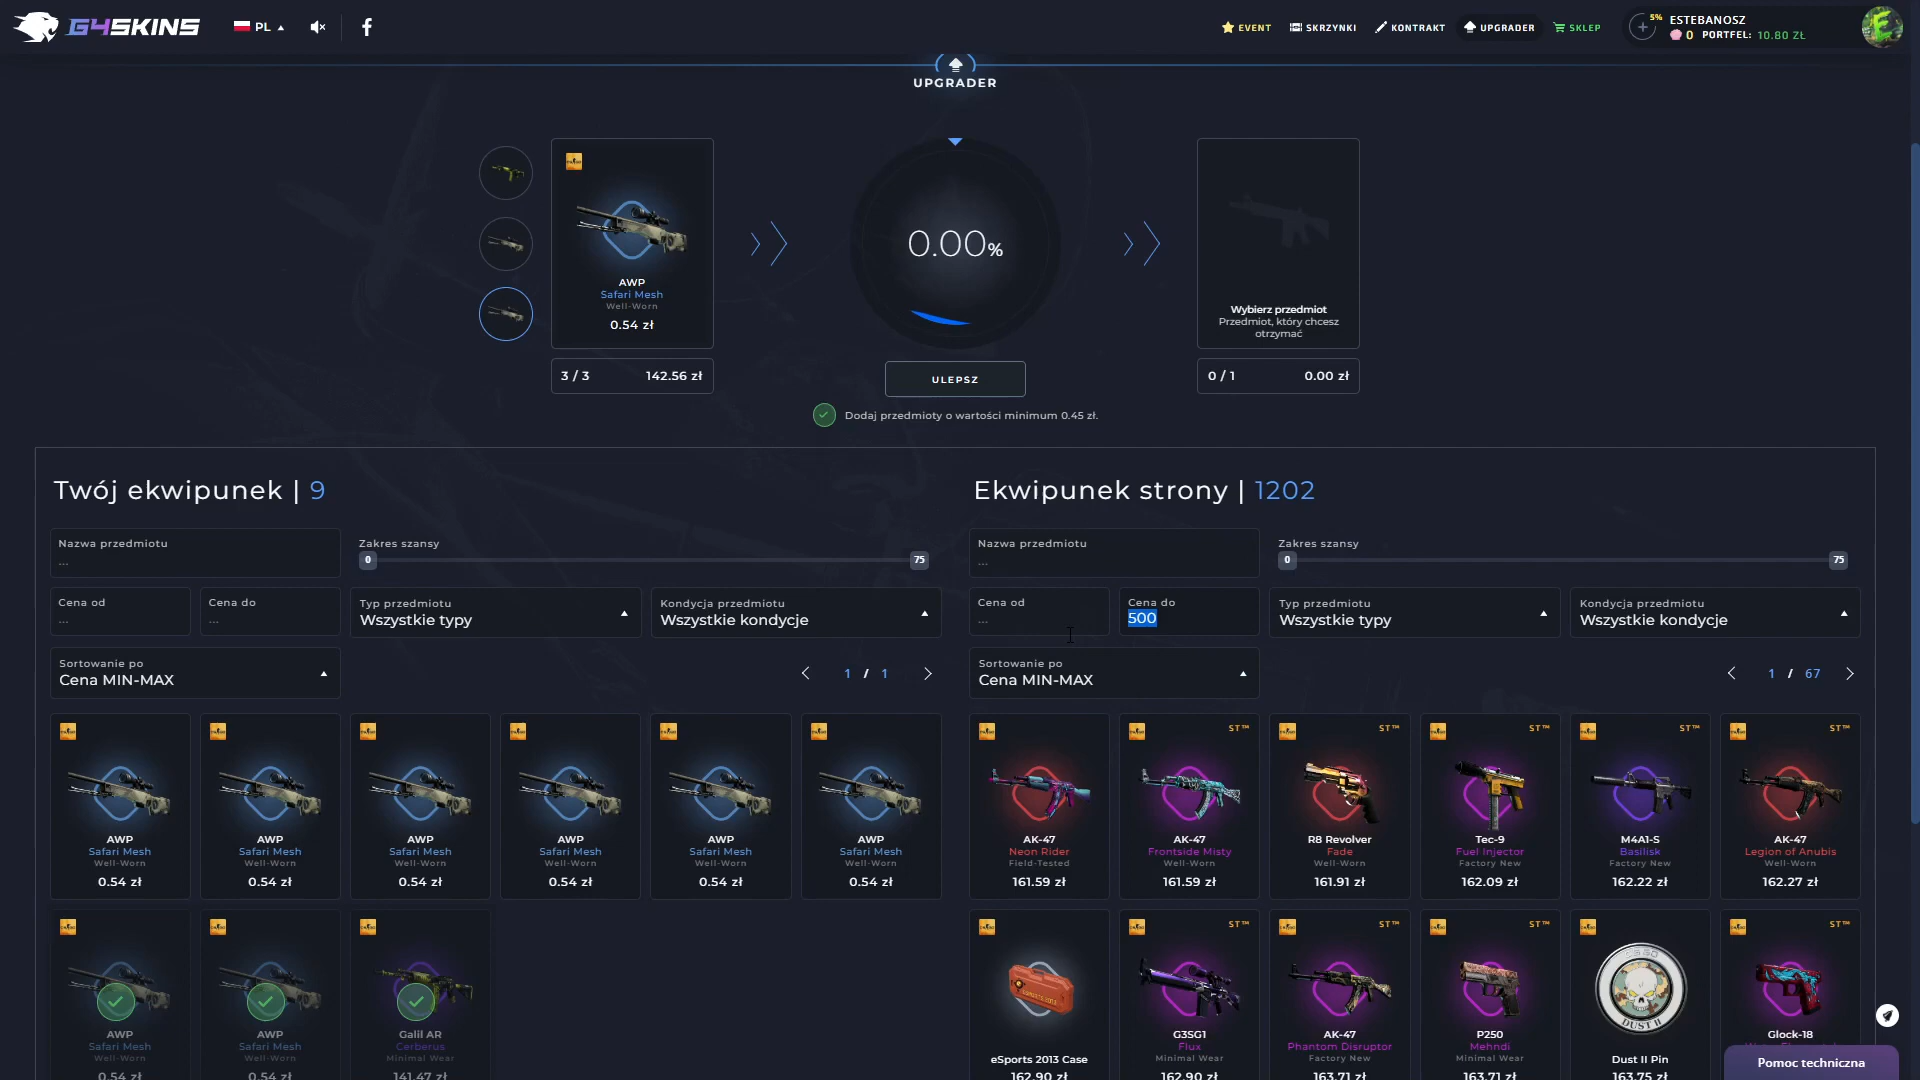 G4SKINS
PL
EVENT
SKRZYNKI
KONTRAKT
UPGRADER
SKLEP
5%
ESTEBANOSZ
0 PORTFEL: 10.80 ZŁ
UPGRADER
AWP
Safari Mesh
Well-Worn
0.54 zł
3 / 3 142.56 zł
0.00%
ULEPSZ
Dodaj przedmioty o wartości minimum 0.45 zł.
Wybierz przedmiot
Przedmiot, który chcesz
otrzymać
0 / 1 0.00 zł
Twój ekwipunek | 9
Nazwa przedmiotu
...
Zakres szansy
0 75
Cena od
...
Cena do
...
Typ przedmiotu
Wszystkie typy
Kondycja przedmiotu
Wszystkie kondycje
Sortowanie po
Cena MIN-MAX
1 / 1
AWP
Safari Mesh
Well-Worn
0.54 zł
AWP
Safari Mesh
Well-Worn
0.54 zł
AWP
Safari Mesh
Well-Worn
0.54 zł
AWP
Safari Mesh
Well-Worn
0.54 zł
AWP
Safari Mesh
Well-Worn
0.54 zł
AWP
Safari Mesh
Well-Worn
0.54 zł
AWP
Safari Mesh
Well-Worn
0.54 zł
AWP
Safari Mesh
Well-Worn
0.54 zł
Galil AR
Cerberus
Minimal Wear
141.47 zł
Ekwipunek strony | 1202
Nazwa przedmiotu
...
Zakres szansy
0 75
Cena od
...
Cena do
500
Typ przedmiotu
Wszystkie typy
Kondycja przedmiotu
Wszystkie kondycje
Sortowanie po
Cena MIN-MAX
1 / 67
AK-47
Neon Rider
Field-Tested
161.59 zł
ST™
AK-47
Frontside Misty
Well-Worn
161.59 zł
ST™
R8 Revolver
Fade
Well-Worn
161.91 zł
ST™
Tec-9
Fuel Injector
Factory New
162.09 zł
ST™
M4A1-S
Basilisk
Factory New
162.22 zł
ST™
AK-47
Legion of Anubis
Well-Worn
162.27 zł
eSports 2013 Case
162.90 zł
ST™
G3SG1
Flux
Minimal Wear
162.90 zł
ST™
AK-47
Phantom Disruptor
Factory New
163.71 zł
ST™
P250
Mehndi
Minimal Wear
163.71 zł
DUST II
Dust II Pin
163.75 zł
ST™
Glock-18
Pomoc techniczna